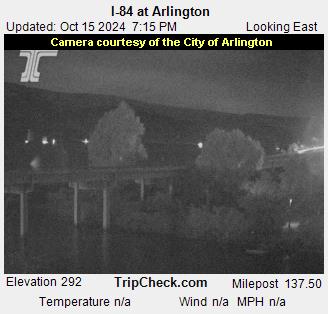 I-84 at Arlington
Updated: Oct 15 2024 7:15 PM Looking East
Camera courtesy of the City of Arlington
Elevation 292 TripCheck.com Milepost 137.50
Temperature n/a Wind n/a MPH n/a